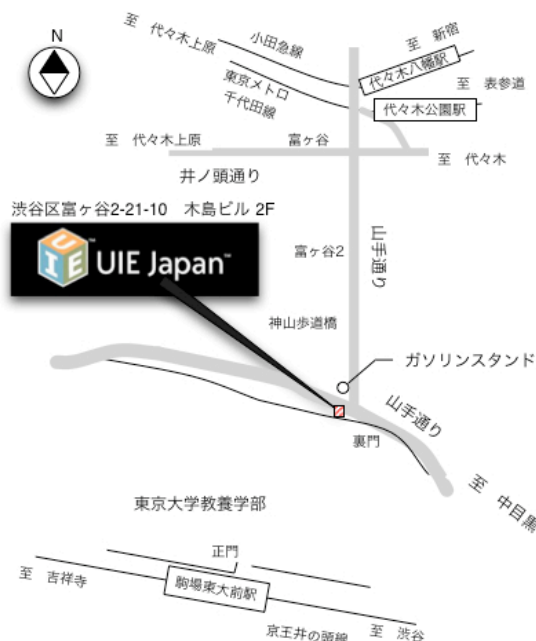 N
至 代々木上原
小田急線
至 新宿
代々木八幡駅
東京メトロ
千代田線
至 表参道
代々木公園駅
至 代々木上原
富ヶ谷
至 代々木
井ノ頭通り
渋谷区富ヶ谷2-21-10 木島ビル 2F
UIE
UIE Japan™
富ヶ谷2
山手通り
神山歩道橋
ガソリンスタンド
山手通り
裏門
至 中目黒
東京大学教養学部
正門
至 吉祥寺
駒場東大前駅
京王井の頭線
至 渋谷